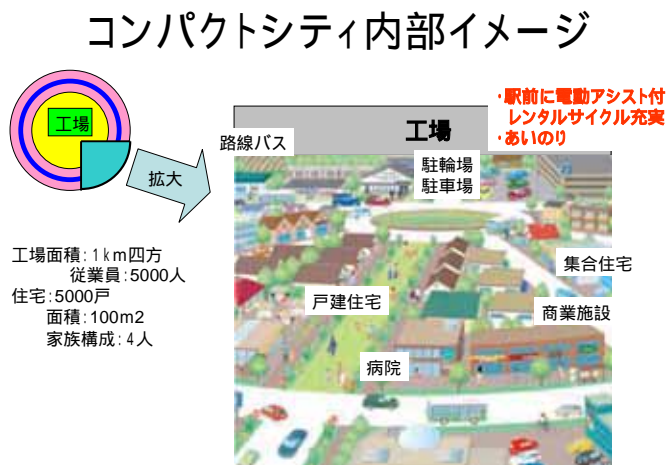 コンパクトシティ内部イメージ
工場
拡大
工場面積：１ｋｍ四方
従業員：5000人
住宅：5000戸
面積：100m2
家族構成：4人
・駅前に電動アシスト付
レンタルサイクル充実
・あいのり
工場
路線バス
駐輪場
駐車場
集合住宅
戸建住宅
商業施設
病院